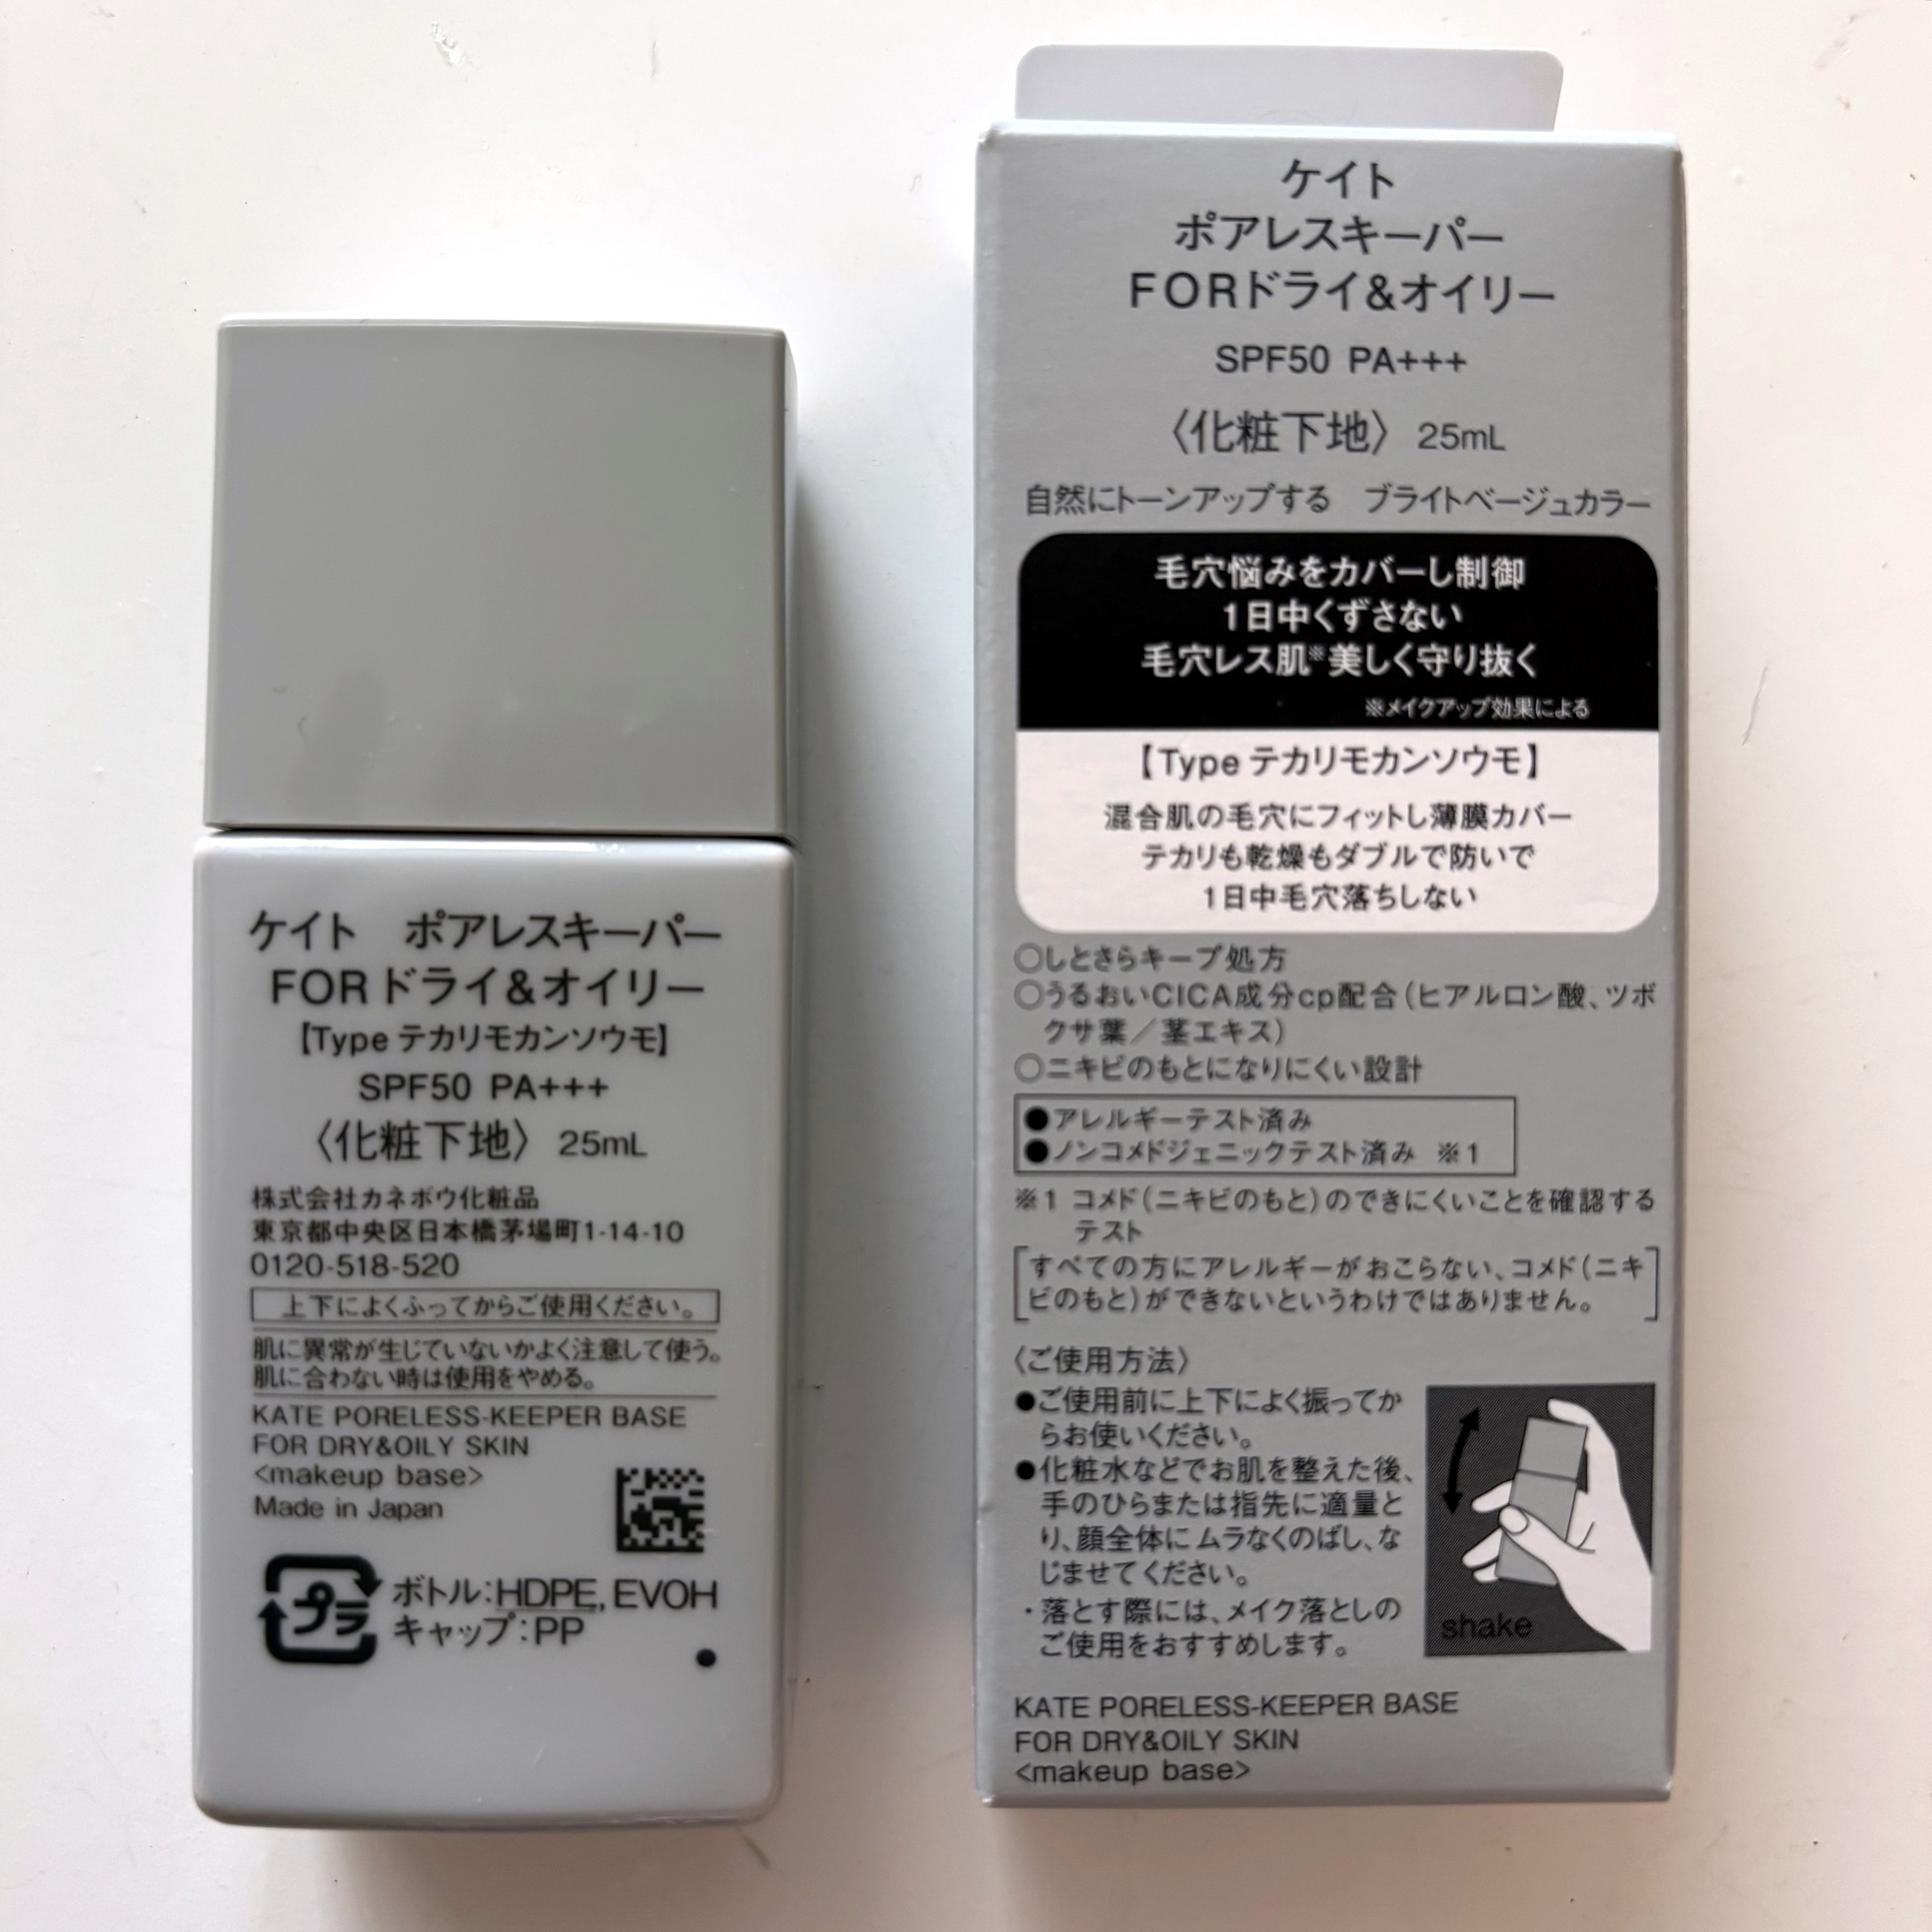 ケイト　ポアレスキーパー
FORドライ&オイリー
【Type テカリモカンソウモ】
SPF50 PA+++
〈化粧下地〉 25mL
株式会社カネボウ化粧品
東京都中央区日本橋茅場町1-14-10
0120-518-520
上下によくふってからご使用ください。
肌に異常が生じていないかよく注意して使う。
肌に合わない時は使用をやめる。
KATE PORELESS-KEEPER BASE
FOR DRY&OILY SKIN
<makeup base>
Made in Japan
プラ
ボトル:HDPE, EVOH
キャップ:PP
ケイト
ポアレスキーパー
FORドライ&オイリー
SPF50 PA+++
〈化粧下地〉 25mL
自然にトーンアップする　ブライトベージュカラー
毛穴悩みをカバーし制御
1日中くずさない
毛穴レス肌※美しく守り抜く
※メイクアップ効果による
【Type テカリモカンソウモ】
混合肌の毛穴にフィットし薄膜カバー
テカリも乾燥もダブルで防いで
1日中毛穴落ちしない
○しとさらキープ処方
○うるおいCICA成分cp配合(ヒアルロン酸、ツボ
クサ葉／茎エキス)
○ニキビのもとになりにくい設計
●アレルギーテスト済み
●ノンコメドジェニックテスト済み ※1
※1 コメド(ニキビのもと)のできにくいことを確認する
テスト
[すべての方にアレルギーがおこらない、コメド(ニキ
ビのもと)ができないというわけではありません。]
〈ご使用方法〉
●ご使用前に上下によく振ってか
らお使いください。
●化粧水などでお肌を整えた後、
手のひらまたは指先に適量と
り、顔全体にムラなくのばし、な
じませてください。
・落とす際には、メイク落としの
ご使用をおすすめします。
shake
KATE PORELESS-KEEPER BASE
FOR DRY&OILY SKIN
<makeup base>